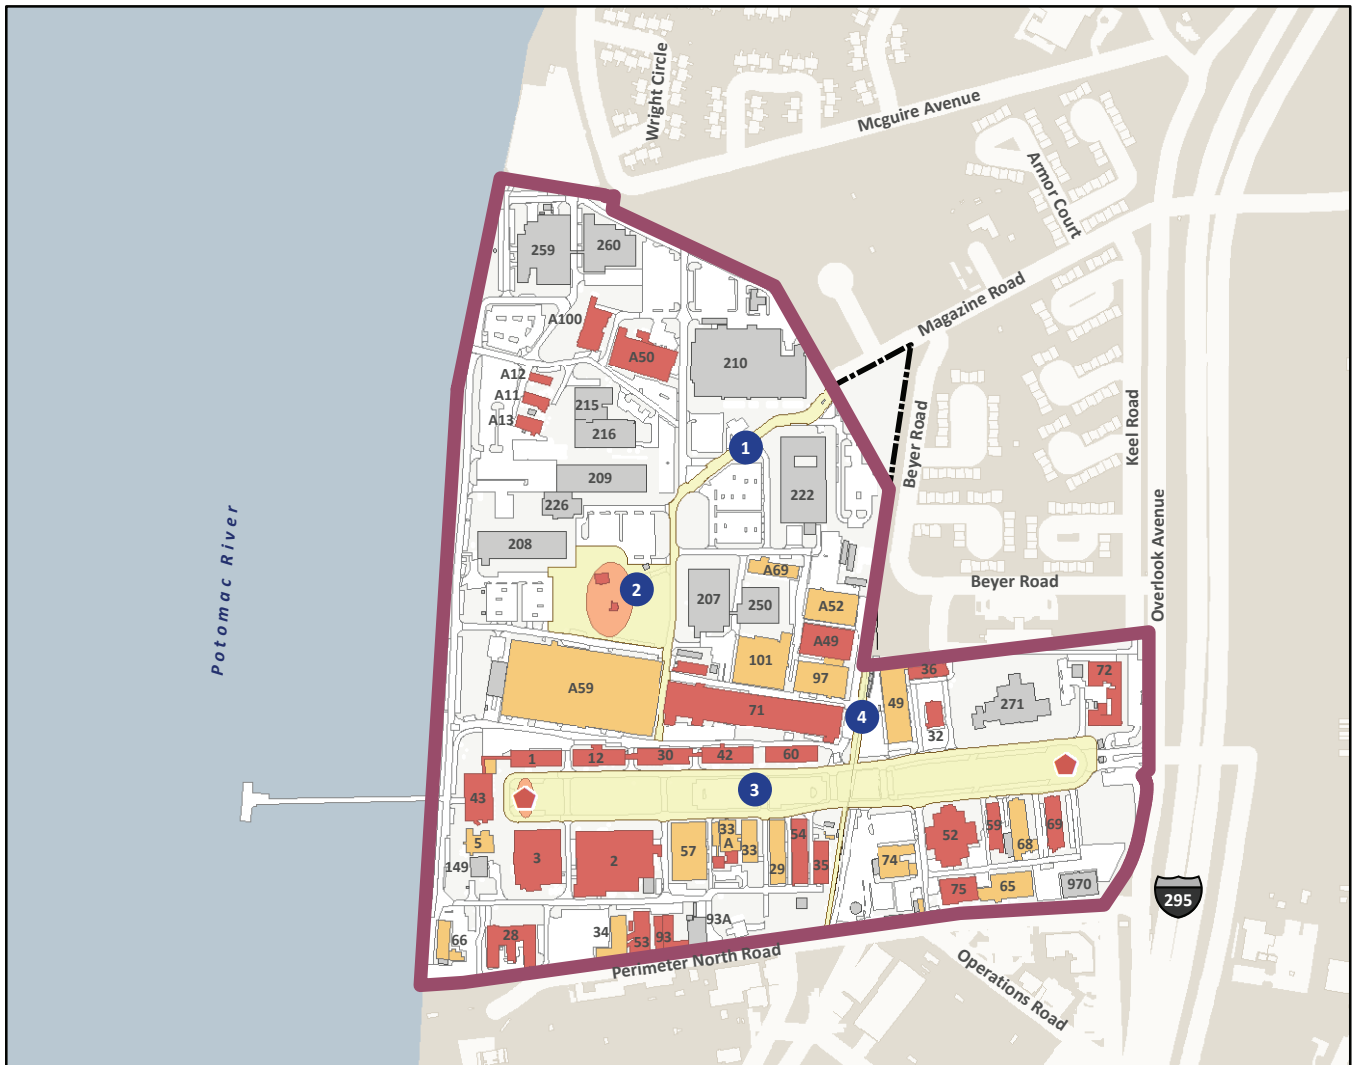 Wright Circle
Mcguire Avenue
Armor Court
259
260
Magazine Road
A100
A50
210
A12
A11
A13
215
216
Beyer Road
Keel Road
1
209
226
222
208
Potomac River
Overlook Avenue
A69
Beyer Road
2
207
250
A52
A49
101
97
A59
36
72
49
271
71
4
32
1
12
30
42
60
43
3
5
149
3
2
57
33
A
33
29
54
35
52
59
68
69
74
75
65
970
295
66
28
34
53
93
93A
Perimeter North Road
Operations Road